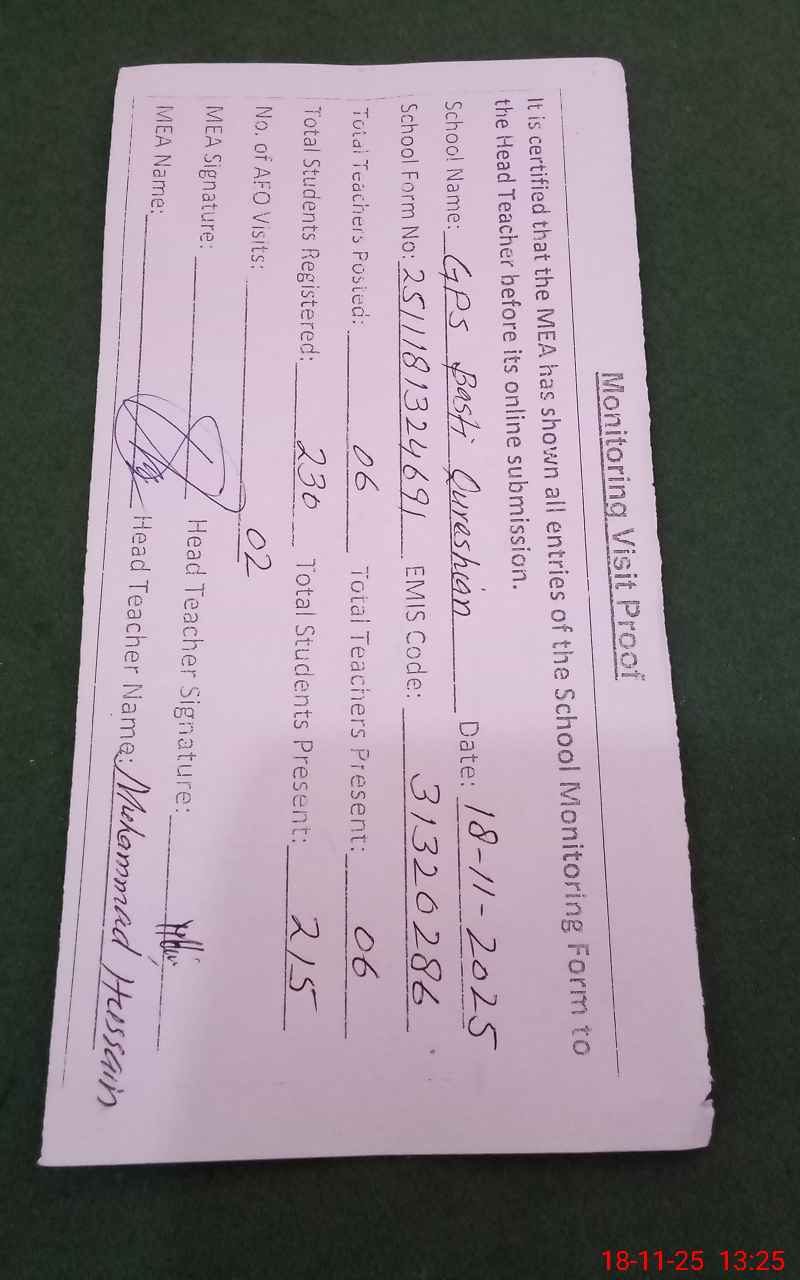 Monitoring Visit Proof
It is certified that the MEA has shown all entries of the School Monitoring Form to
the Head Teacher before its online submission.
School Name: GPS Basti Qureshian Date: 18-11-2025
School Form No: 2511181324691 EMIS Code: 31320286
Total Teachers Posted: 06 Total Teachers Present: 06
Total Students Registered: 230 Total Students Present: 215
No. of AFO Visits: 02
MEA Signature: Head Teacher Signature:
MEA Name: Head Teacher Name: Muhammad Hussain
18-11-25 13:25